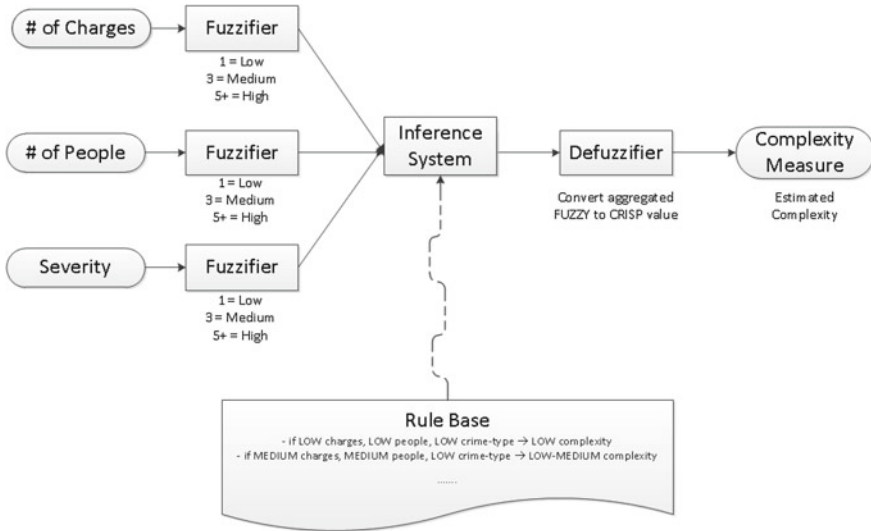 # of Charges
Fuzzifier
1 = Low
3 = Medium
5+ = High
# of People
Fuzzifier
1 = Low
3 = Medium
5+ = High
Severity
Fuzzifier
1 = Low
3 = Medium
5+ = High
Inference
System
Defuzzifier
Convert aggregated
FUZZY to CRISP value
Complexity
Measure
Estimated
Complexity
Rule Base
- if LOW charges, LOW people, LOW crime-type → LOW complexity
- if MEDIUM charges, MEDIUM people, LOW crime-type → LOW-MEDIUM complexity
.......